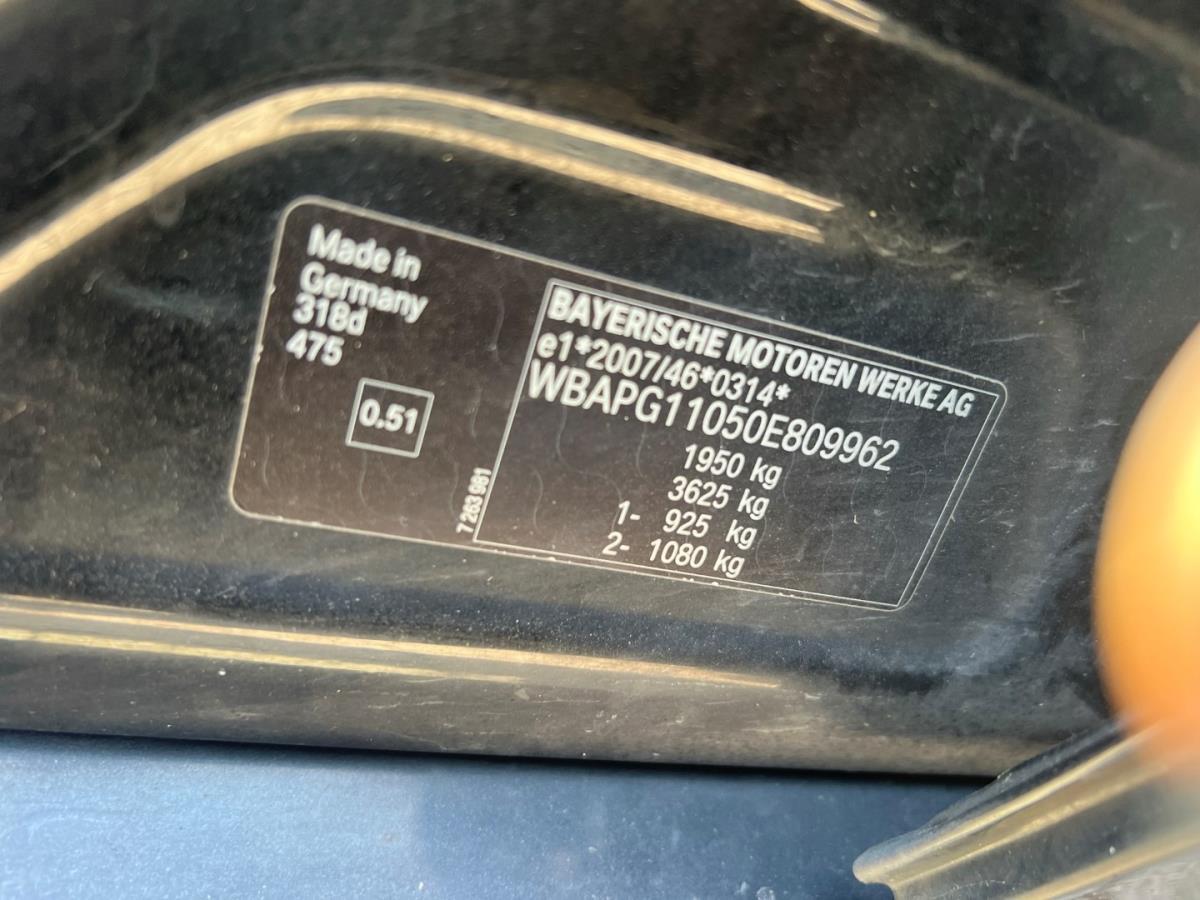 Made in
Germany
318d
475
0.51
7 263 981
BAYERISCHE MOTOREN WERKE AG
e1*2007/46*0314*
WBAPG11050E809962
1950 kg
3625 kg
1- 925 kg
2- 1080 kg